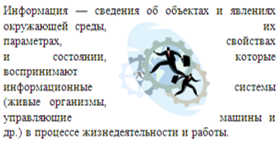 Информация — сведения об объектах и явлениях
окружающей среды, их
параметрах, свойствах
и состоянии, которые
воспринимают
информационные системы
(живые организмы,
управляющие машины и
др.) в процессе жизнедеятельности и работы.